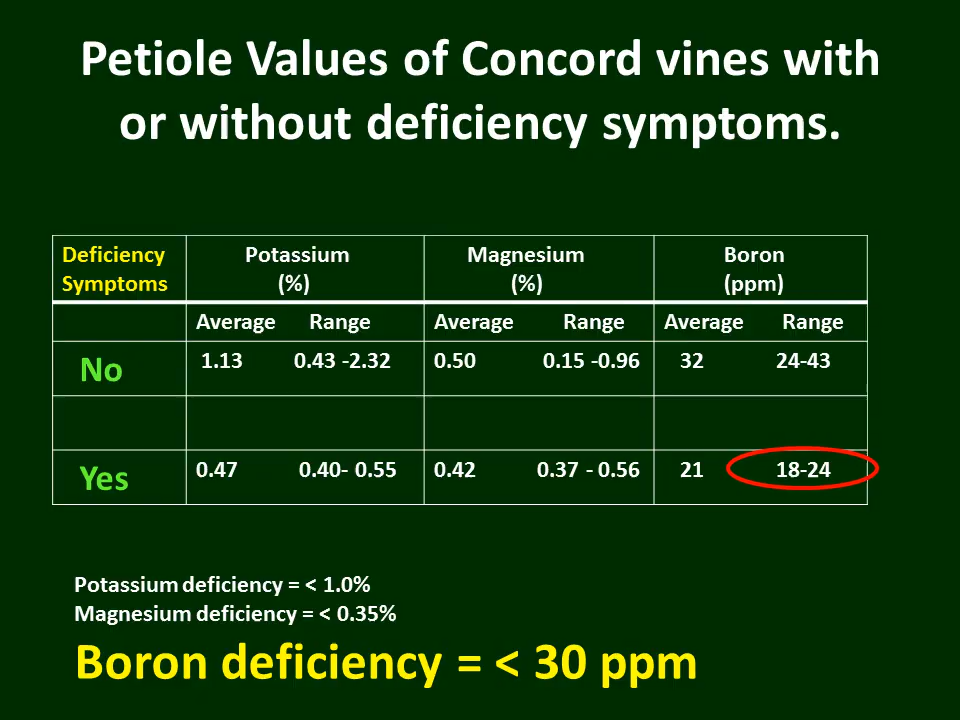 Petiole Values of Concord vines with
or without deficiency symptoms.
Deficiency Symptoms Potassium (%) Magnesium (%) Boron (ppm)
Average Range Average Range Average Range
No 1.13 0.43 -2.32 0.50 0.15 -0.96 32 24-43
Yes 0.47 0.40- 0.55 0.42 0.37 - 0.56 21 18-24
Potassium deficiency = < 1.0%
Magnesium deficiency = < 0.35%
Boron deficiency = < 30 ppm